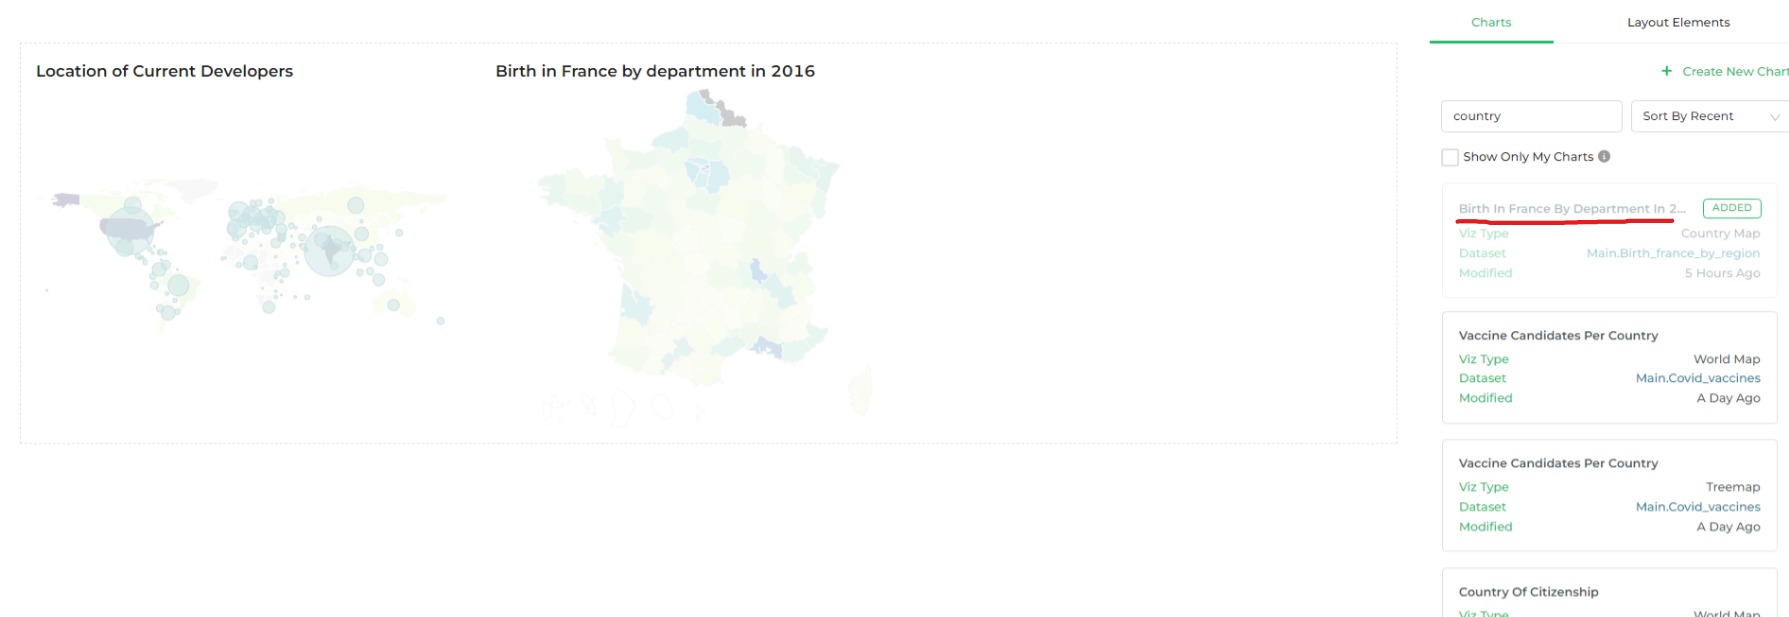 Charts
Layout Elements
Location of Current Developers
Birth in France by department in 2016
+ Create New Chart
country
Sort By Recent
Show Only My Charts
Birth In France By Department In 2...
ADDED
Viz Type Country Map
Dataset Main.Birth_france_by_region
Modified 5 Hours Ago
Vaccine Candidates Per Country
Viz Type World Map
Dataset Main.Covid_vaccines
Modified A Day Ago
Vaccine Candidates Per Country
Viz Type Treemap
Dataset Main.Covid_vaccines
Modified A Day Ago
Country Of Citizenship
Viz Type World Map